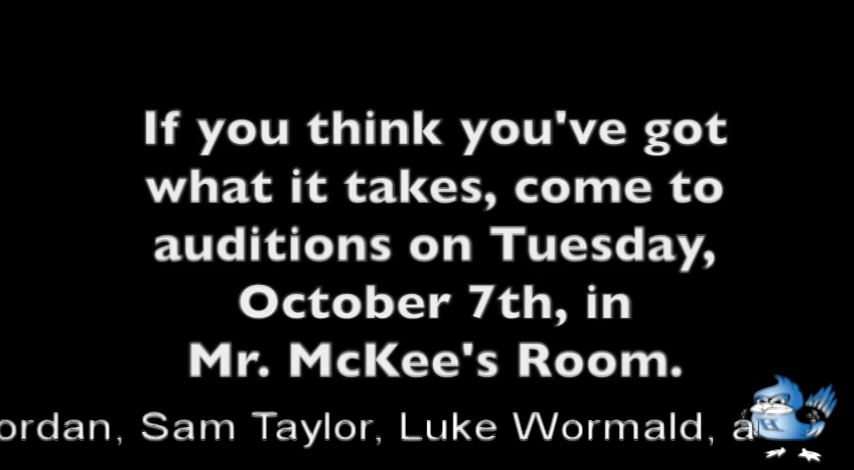 If you think you've got
what it takes, come to
auditions on Tuesday,
October 7th, in
Mr. McKee's Room.
ordan, Sam Taylor, Luke Wormald, a